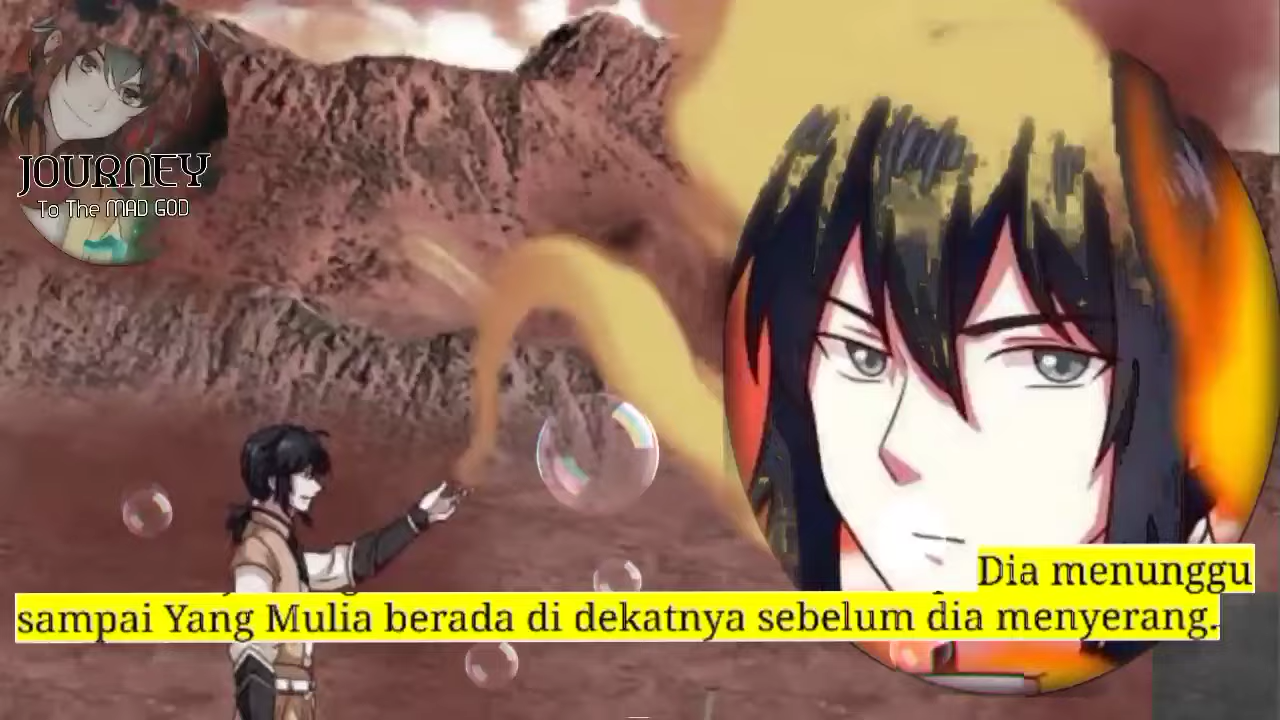 JOURNEY
To The MAD GOD
Dia menunggu
sampai Yang Mulia berada di dekatnya sebelum dia menyerang.